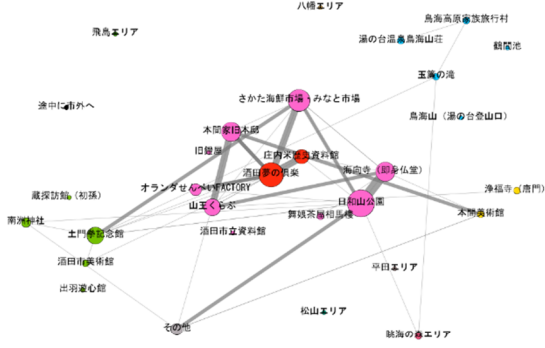 八幡エリア
鳥海高原家族旅行村
飛鳥エリア
湯の台温泉鳥海山荘
鶴間池
玉簾の滝
さかた海鮮市場・みなと市場
途中に市外へ
鳥海山(湯の台登山口)
本間家旧本邸
旧鐙屋
庄内米歴史資料館
酒田夢の倶楽
海向寺(即身仏堂)
オランダせんべいFACTORY
浄福寺(唐門)
蔵探訪館(初孫)
山王くらぶ
日和山公園
舞娘茶屋相馬樓
本間美術館
南洲神社
土門拳記念館
酒田市立資料館
酒田市美術館
平田エリア
出羽遊心館
松山エリア
その他
眺海の森エリア